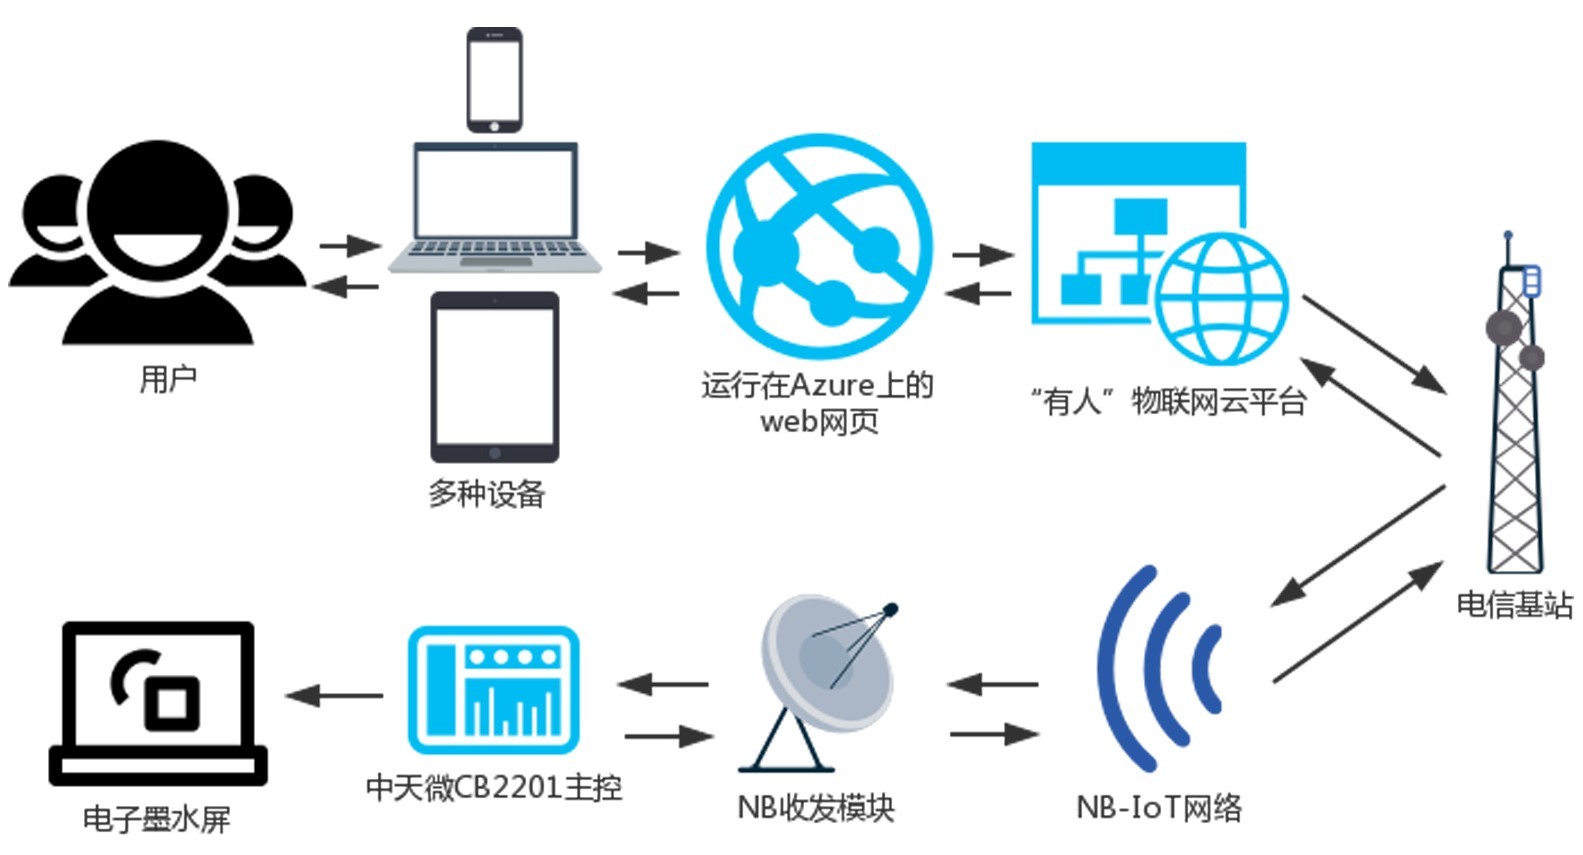 用户
多种设备
运行在Azure上的
web网页
“有人”物联网云平台
电信基站
电子墨水屏
中天微CB2201主控
NB收发模块
NB-IoT网络